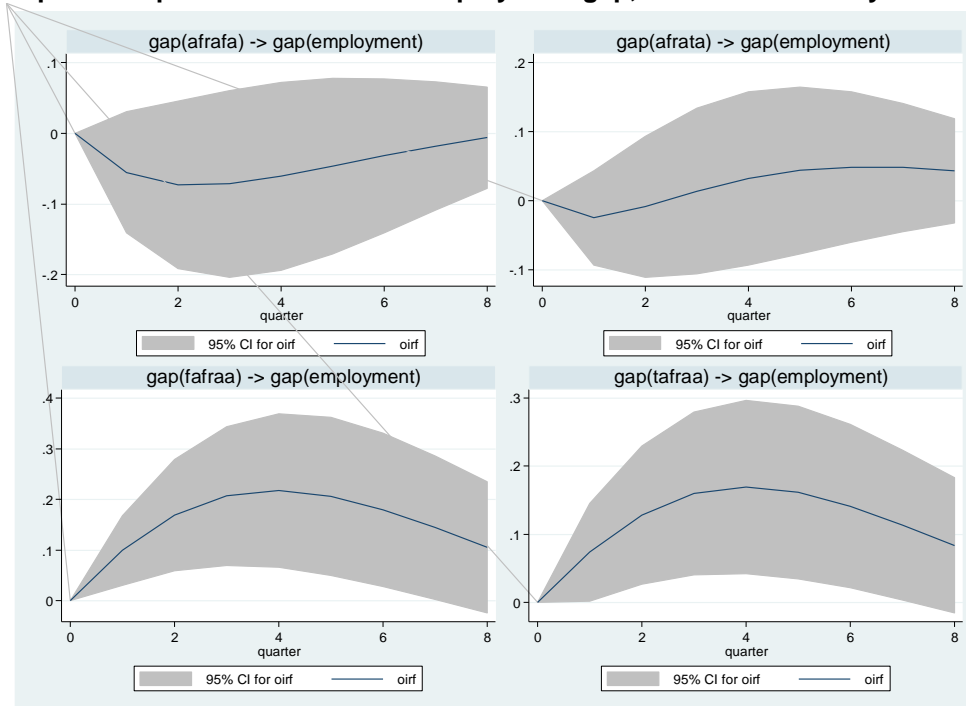 gap(afrafa) -> gap(employment)
.1
0
-.1
-.2
0 2 4 6 8
quarter
95% CI for oirf oirf
gap(afrata) -> gap(employment)
.2
.1
0
-.1
0 2 4 6 8
quarter
95% CI for oirf oirf
gap(fafraa) -> gap(employment)
.4
.3
.2
.1
0
0 2 4 6 8
quarter
95% CI for oirf oirf
gap(tafraa) -> gap(employment)
.3
.2
.1
0
0 2 4 6 8
quarter
95% CI for oirf oirf